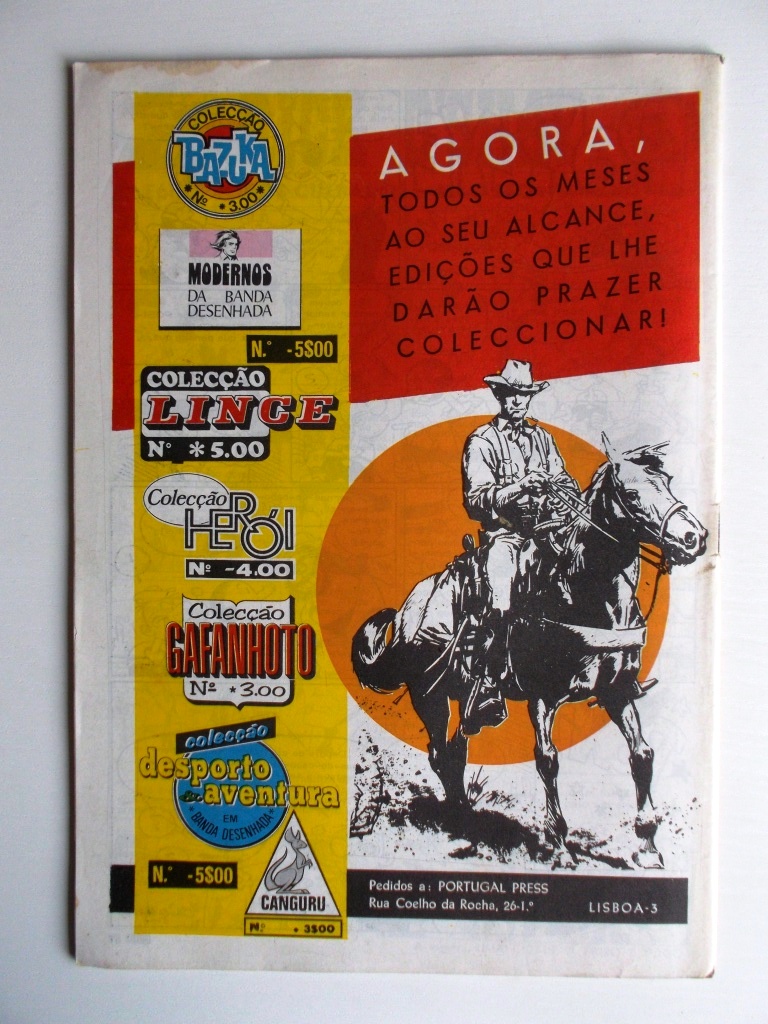 COLECÇÃO
BAZUKA
* Nº * 3.00 *
MODERNOS
DA BANDA
DESENHADA
N.° -5$00
COLECÇÃO
LINCE
N° * 5.00
Colecção
HERÓI
Nº -4.00
Colecção
GAFANHOTO
Nº * 3.00
colecção
desporto
aventura
EM
* BANDA DESENHADA *
N.° -5$00
CANGURU
N.º * 3$00
AGORA,
TODOS OS MESES
AO SEU ALCANCE,
EDIÇÕES QUE LHE
DARÃO PRAZER
COLECCIONAR!
Pedidos a: PORTUGAL PRESS
Rua Coelho da Rocha, 26-1.° LISBOA-3